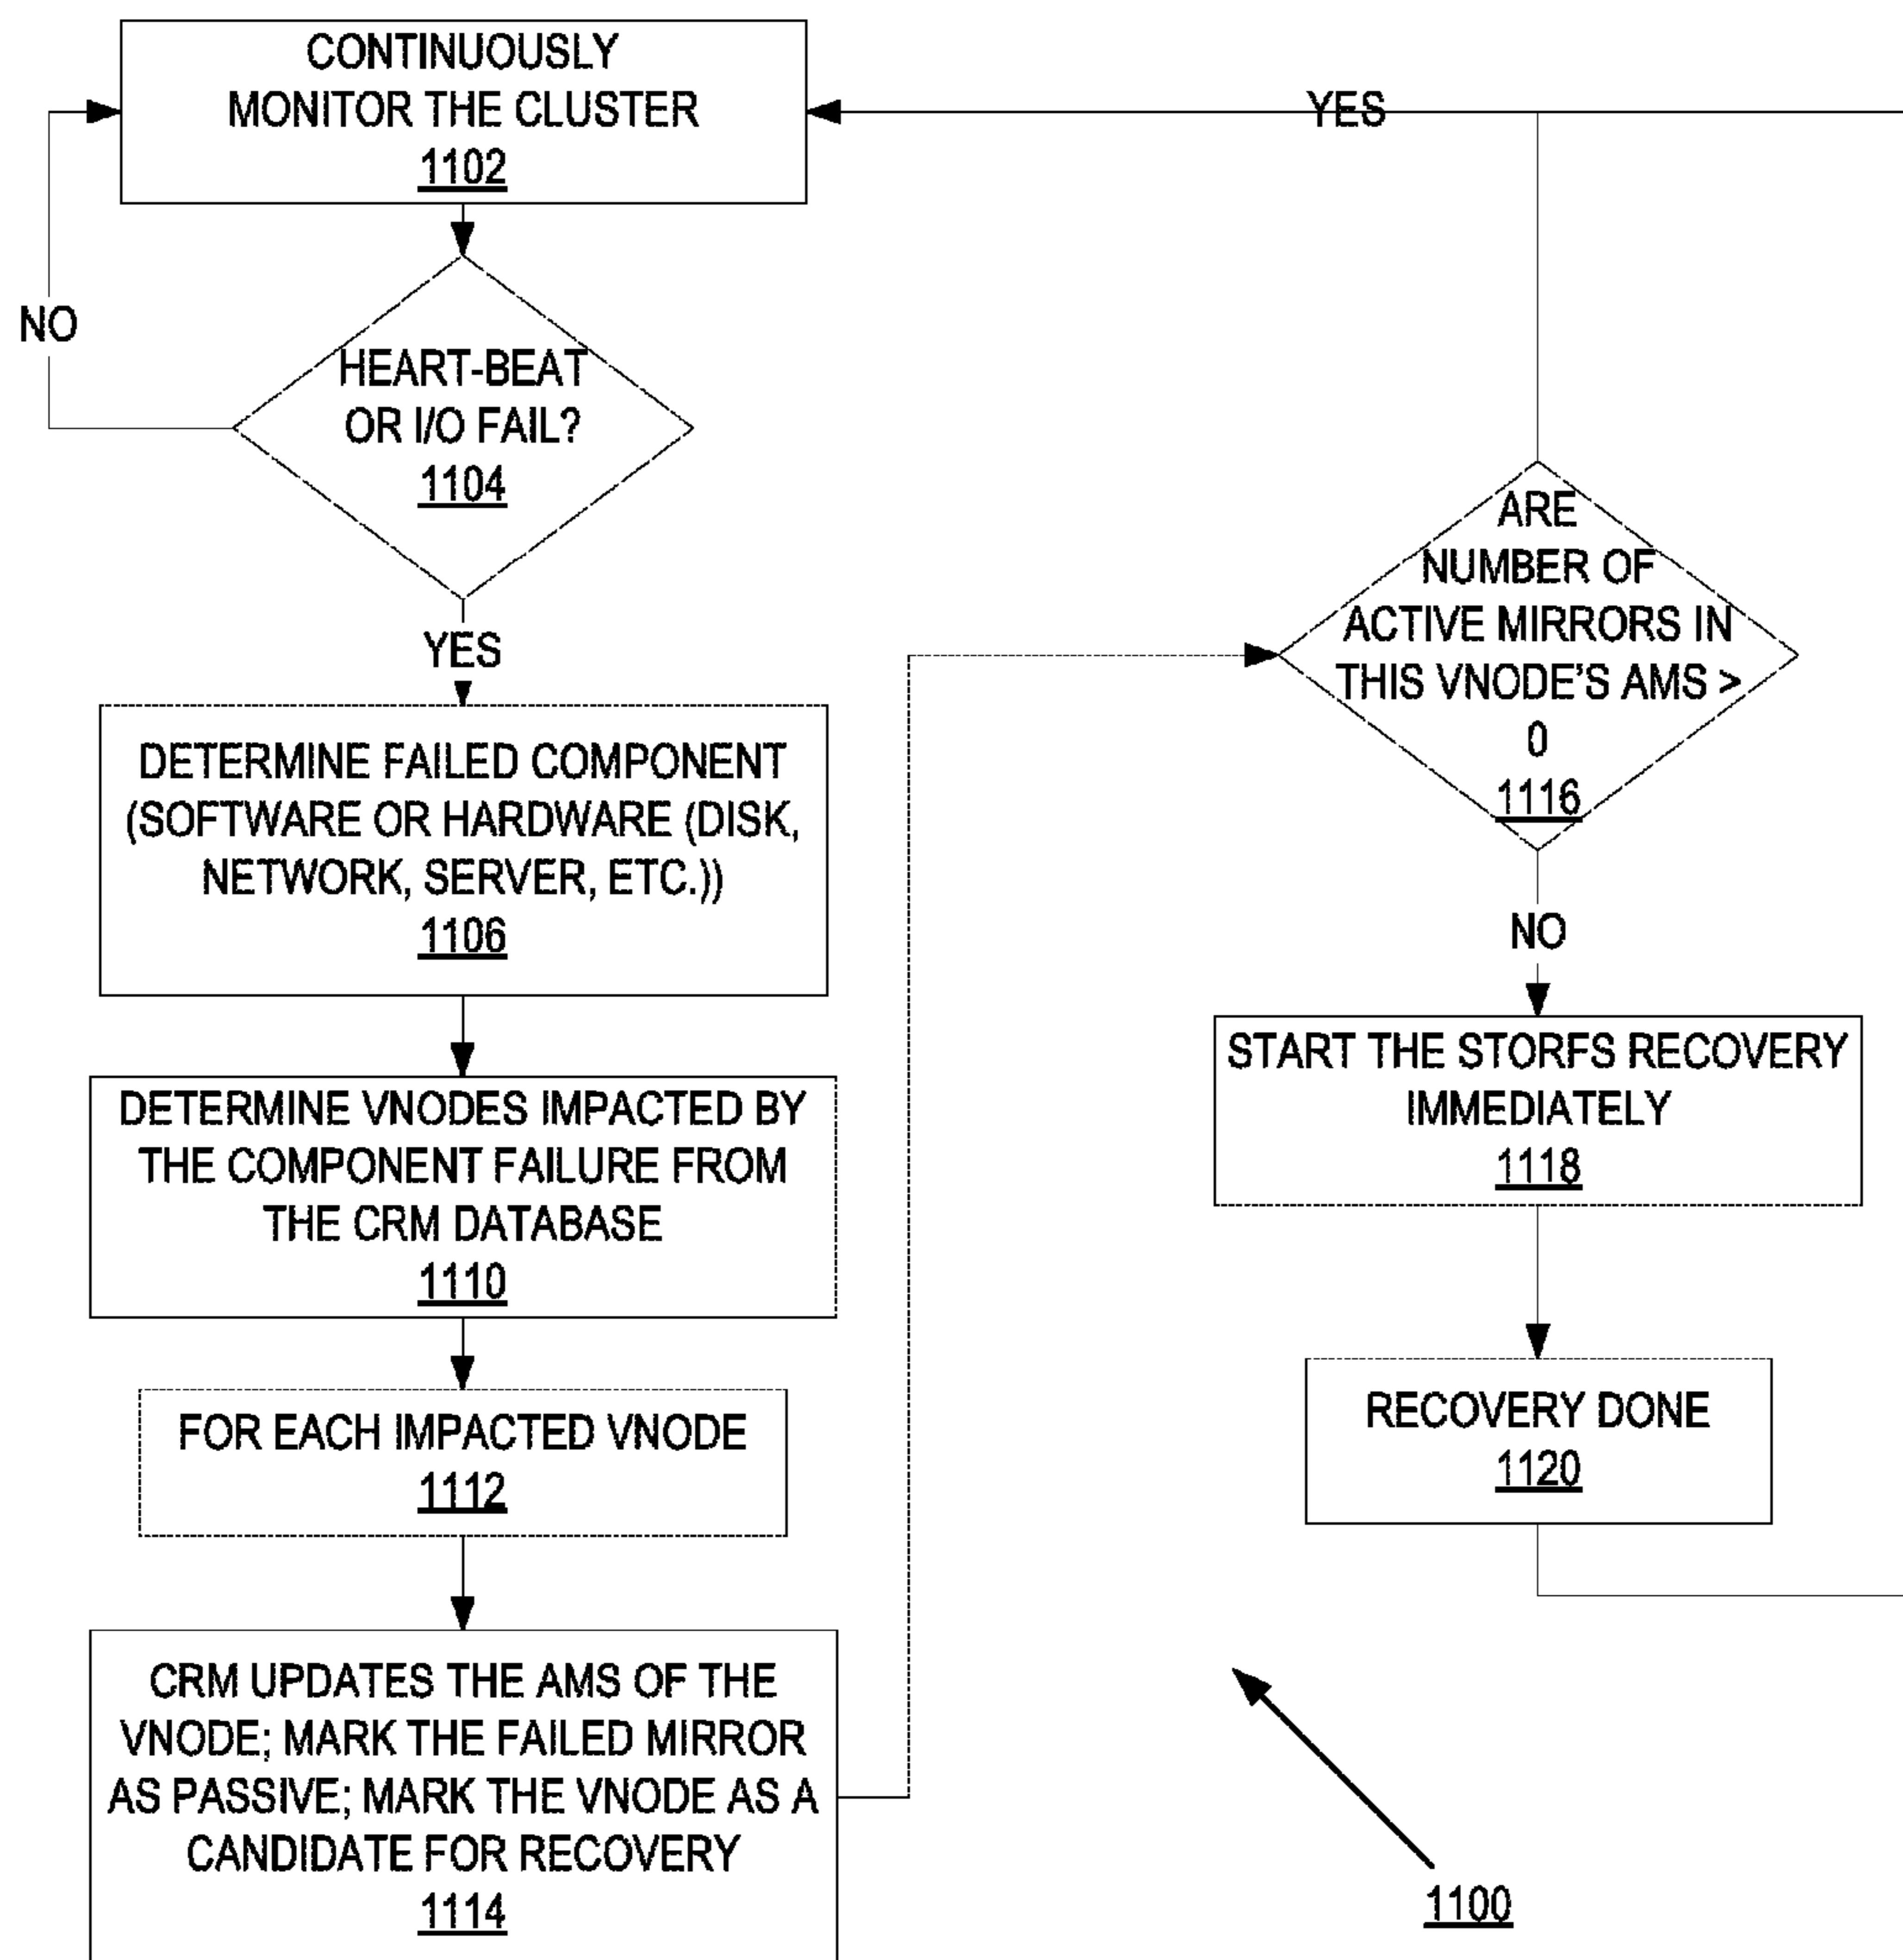 CONTINUOUSLY
MONITOR THE CLUSTER
1102
NO
HEART-BEAT
OR I/O FAIL?
1104
YES
DETERMINE FAILED COMPONENT
(SOFTWARE OR HARDWARE (DISK,
NETWORK, SERVER, ETC.))
1106
DETERMINE VNODES IMPACTED BY
THE COMPONENT FAILURE FROM
THE CRM DATABASE
1110
FOR EACH IMPACTED VNODE
1112
CRM UPDATES THE AMS OF THE
VNODE; MARK THE FAILED MIRROR
AS PASSIVE; MARK THE VNODE AS A
CANDIDATE FOR RECOVERY
1114
YES
ARE
NUMBER OF
ACTIVE MIRRORS IN
THIS VNODE'S AMS >
0
1116
NO
START THE STORFS RECOVERY
IMMEDIATELY
1118
RECOVERY DONE
1120
1100